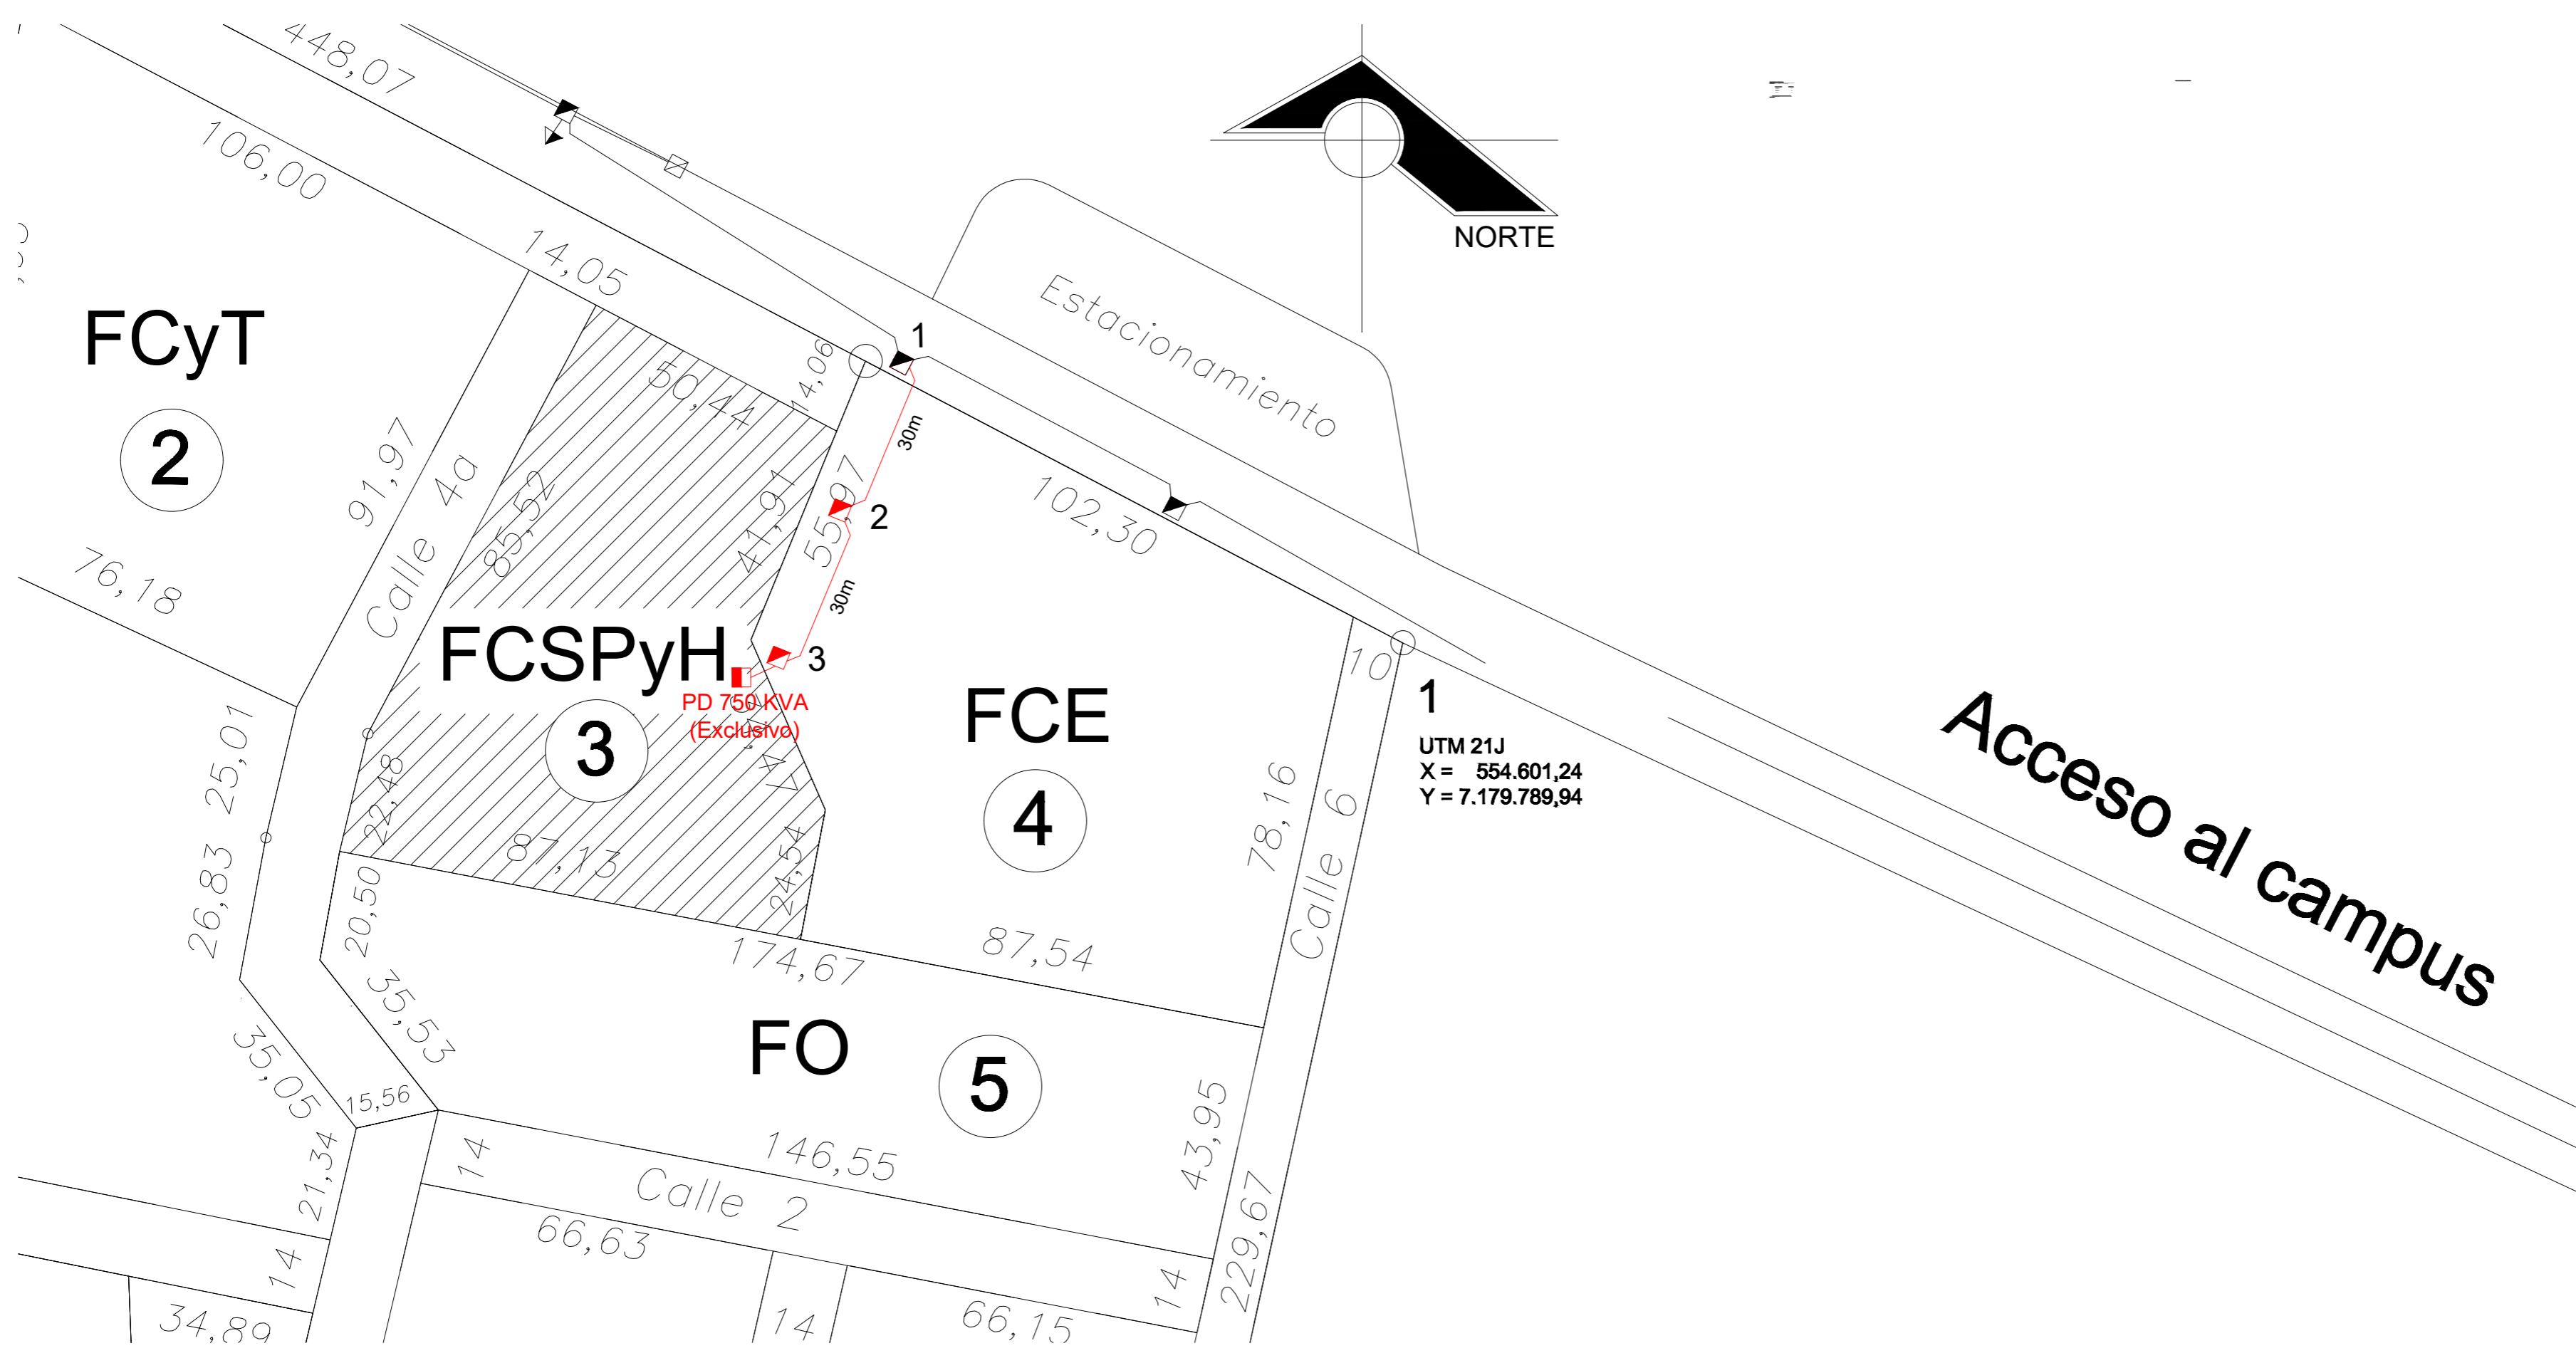 448,07
106,00
14,05
NORTE
Estacionamiento
FCyT
2
91,97
Calle 4a
76,18
50,44
14,06
1
30m
85,52
41,91
55,97
2
30m
102,30
FCSPyH
3
PD 750 KVA
(Exclusivo)
3
FCE
4
10
1
UTM 21J
X = 554.601,24
Y = 7.179.789,94
Acceso al campus
25,01
22,48
78,16
Calle 6
26,83
87,13
24,54
20,50
174,67
87,54
35,53
35,05
FO
5
15,56
43,95
21,34
14
146,55
Calle 2
66,63
229,67
14
14
34,89
14
66,15